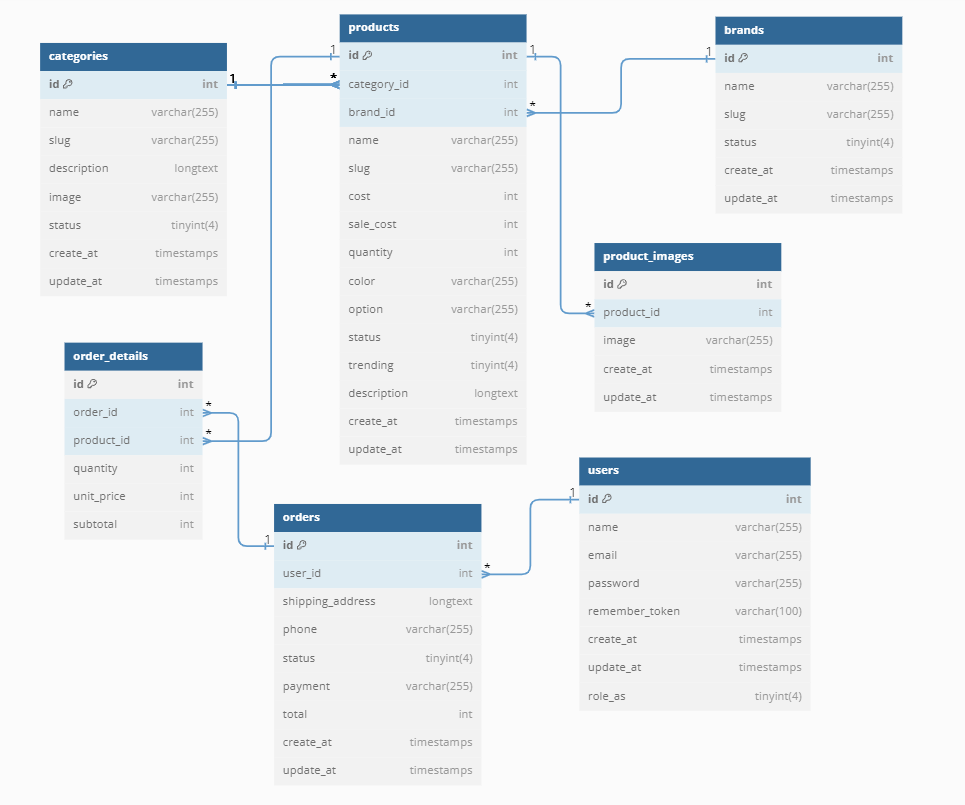 categories
id int
name varchar(255)
slug varchar(255)
description longtext
image varchar(255)
status tinyint(4)
create_at timestamps
update_at timestamps
1 *
products
1 id int 1
category_id int
brand_id int *
name varchar(255)
slug varchar(255)
cost int
sale_cost int
quantity int
color varchar(255)
option varchar(255)
status tinyint(4)
trending tinyint(4)
description longtext
create_at timestamps
update_at timestamps
brands
1 id int
name varchar(255)
slug varchar(255)
status tinyint(4)
create_at timestamps
update_at timestamps
product_images
id int
* product_id int
image varchar(255)
create_at timestamps
update_at timestamps
order_details
id int
order_id int *
product_id int *
quantity int
unit_price int
subtotal int
orders
1 id int
user_id int *
shipping_address longtext
phone varchar(255)
status tinyint(4)
payment varchar(255)
total int
create_at timestamps
update_at timestamps
users
1 id int
name varchar(255)
email varchar(255)
password varchar(255)
remember_token varchar(100)
create_at timestamps
update_at timestamps
role_as tinyint(4)